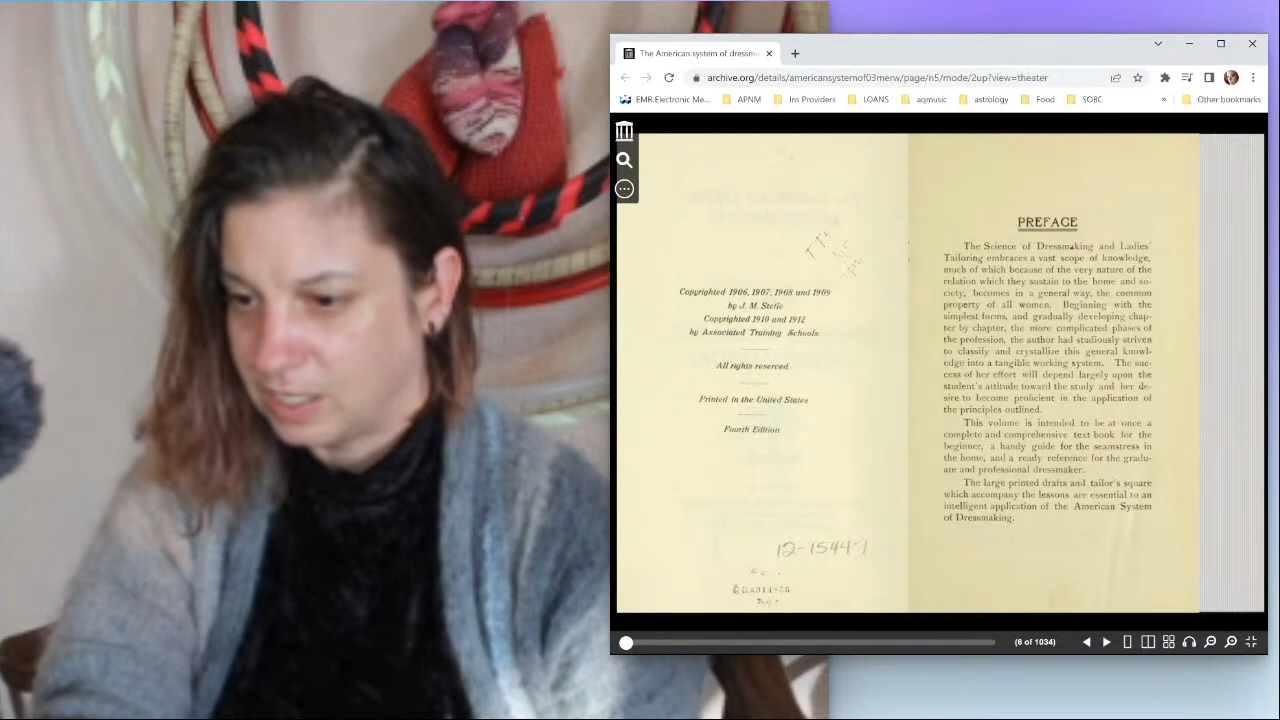 The American system of dressma
archive.org/details/americansystemof03merw/page/n5/mode/2up?view=theater
EMR Electronic Me... APNM Ins Providers LOANS aqmusic astrology Food SOBC » Other bookmarks
Copyrighted 1906, 1907, 1908 and 1909
by J. M. Stelle
Copyrighted 1910 and 1912
by Associated Training Schools
All rights reserved.
Printed in the United States
Fourth Edition
12-15447
PREFACE
The Science of Dressmaking and Ladies'
Tailoring embraces a vast scope of knowledge,
much of which because of the very nature of the
relation which they sustain to the home and so-
ciety, becomes in a general way, the common
property of all women. Beginning with the
simplest forms, and gradually developing chap-
ter by chapter, the more complicated phases of
the profession, the author had studiously striven
to classify and crystallize this general knowl-
edge into a tangible working system. The suc-
cess of her effort will depend largely upon the
student's attitude toward the study and her de-
sire to become proficient in the application of
the principles outlined.
This volume is intended to be at once a
complete and comprehensive text book for the
beginner, a handy guide for the seamstress in
the home, and a ready reference for the gradu-
ate and professional dressmaker.
The large printed drafts and tailor's square
which accompany the lessons are essential to an
intelligent application of the American System
of Dressmaking.
(6 of 1034)